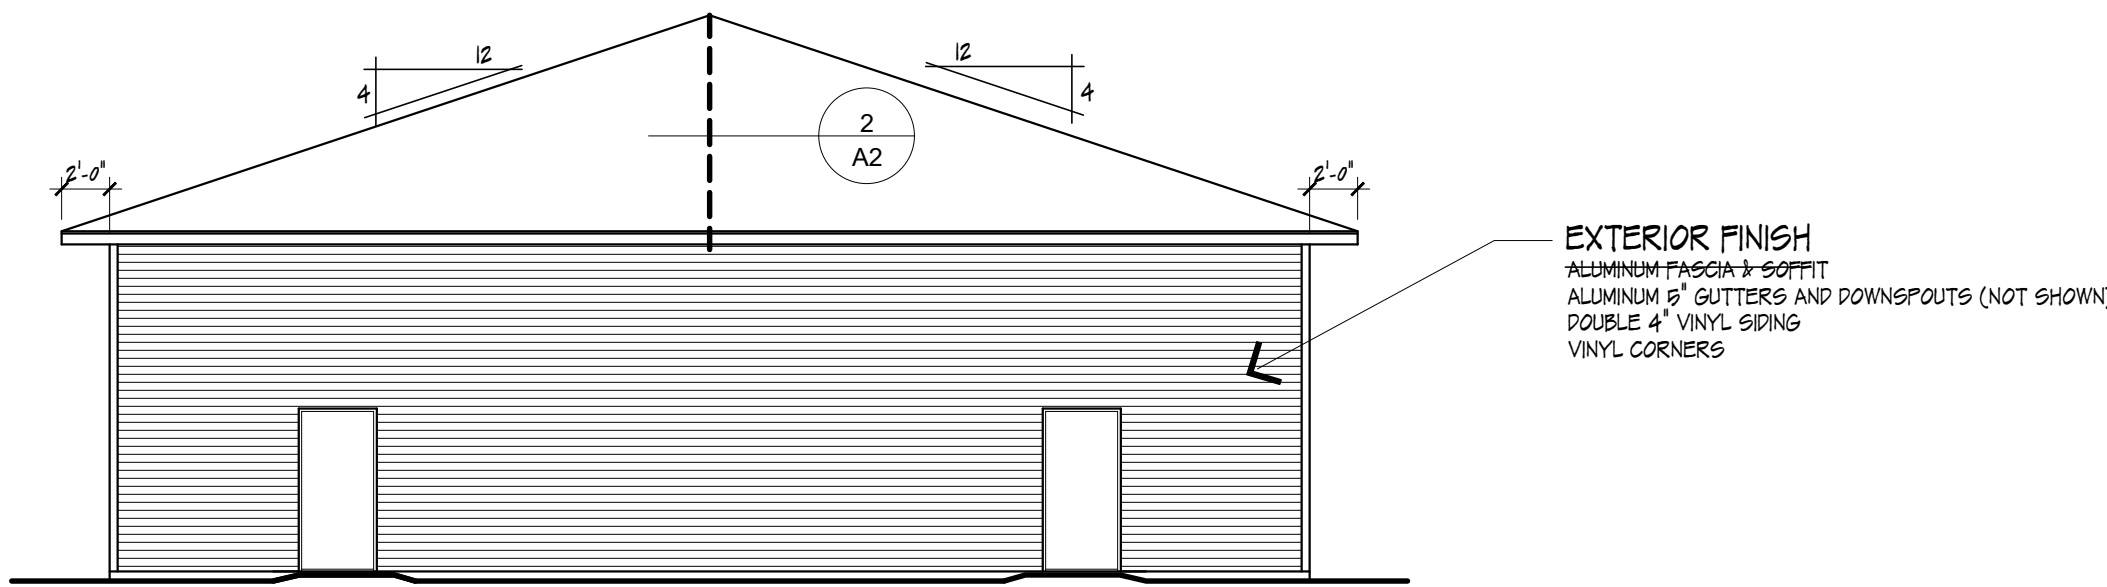 12
4
12
4
2
A2
2'-0"
2'-0"
EXTERIOR FINISH
ALUMINUM FASCIA & SOFFIT
ALUMINUM 5" GUTTERS AND DOWNSPOUTS (NOT SHOWN)
DOUBLE 4" VINYL SIDING
VINYL CORNERS